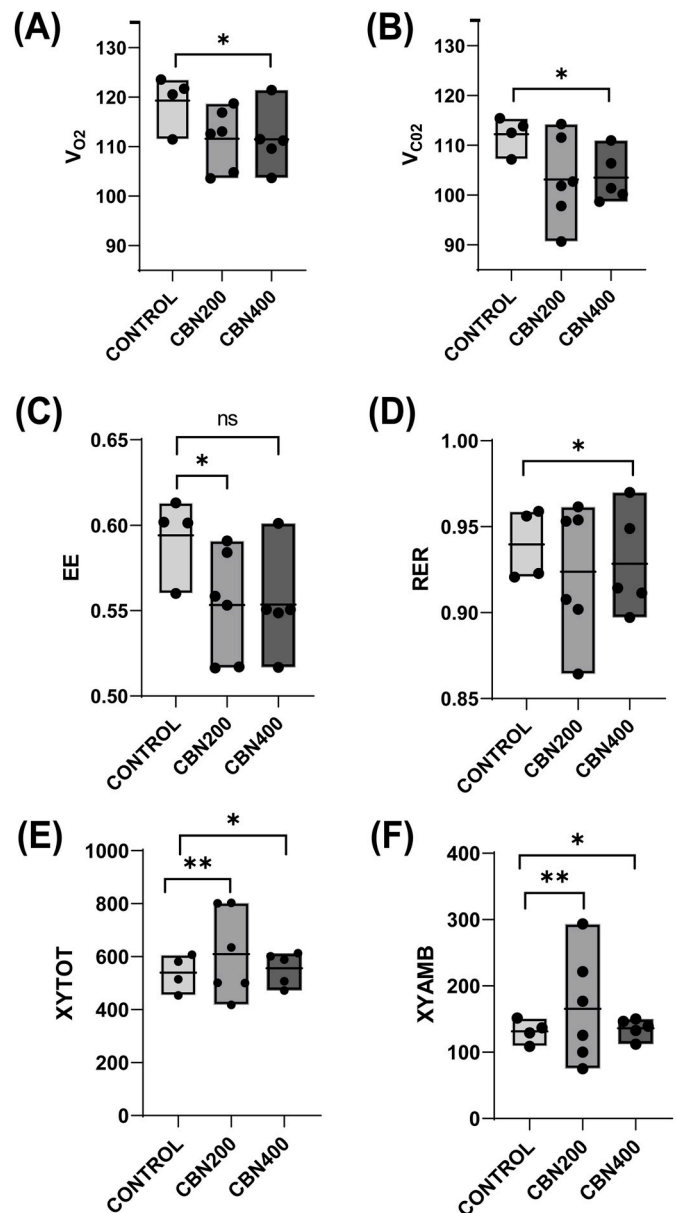 (A)
*
130
120
110
100
90
VO2
CONTROL
CBN200
CBN400
(B)
*
130
120
110
100
90
VC02
CONTROL
CBN200
CBN400
(C)
ns
*
0.65
0.60
0.55
0.50
EE
CONTROL
CBN200
CBN400
(D)
*
1.00
0.95
0.90
0.85
RER
CONTROL
CBN200
CBN400
(E)
*
**
1000
800
600
400
200
0
XYTOT
CONTROL
CBN200
CBN400
(F)
*
**
400
300
200
100
0
XYAMB
CONTROL
CBN200
CBN400